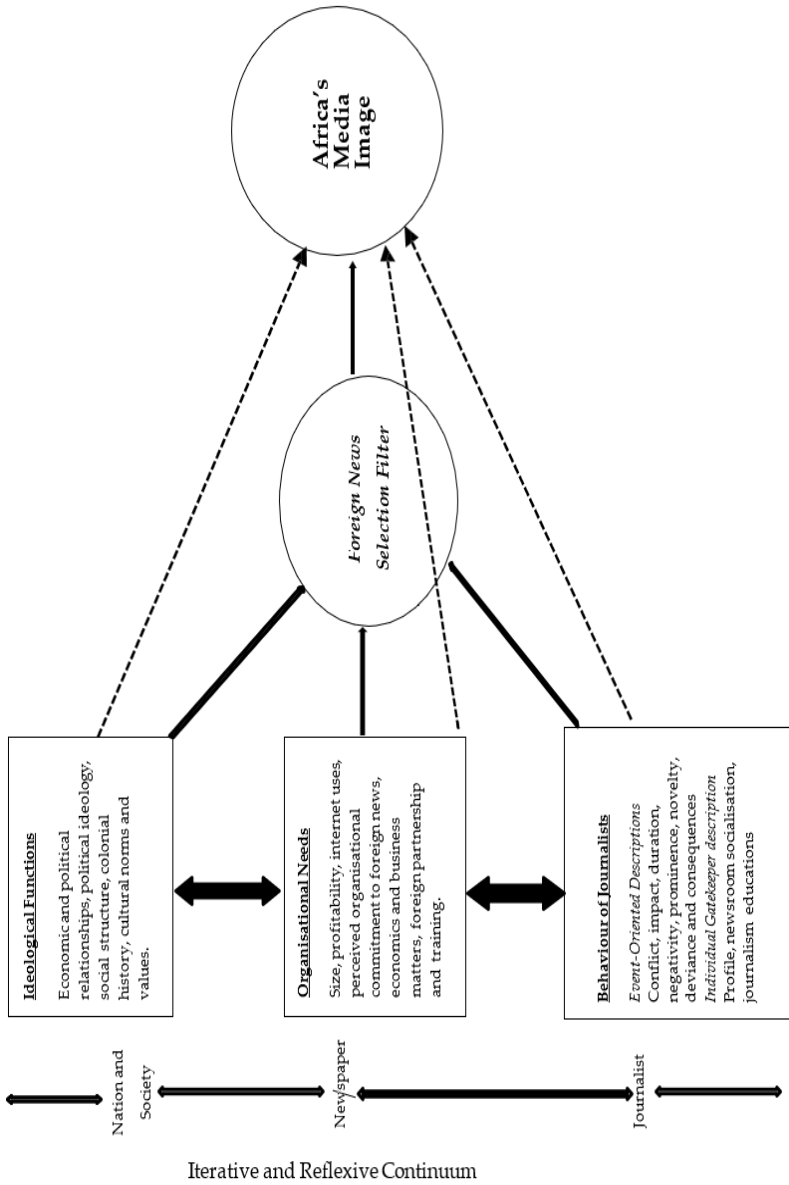 Iterative and Reflexive Continuum
Nation and
Society
Newspaper
Journalist
Ideological Functions
Economic and political
relationships, political ideology,
social structure, colonial
history, cultural norms and
values.
Organisational Needs
Size, profitability, internet uses,
perceived organisational
commitment to foreign news,
economics and business
matters, foreign partnership
and training.
Behaviour of Journalists
Event-Oriented Descriptions
Conflict, impact, duration,
negativity, prominence, novelty,
deviance and consequences
Individual Gatekeeper description
Profile, newsroom socialisation,
journalism educations
Foreign News
Selection Filter
Africa's
Media
Image